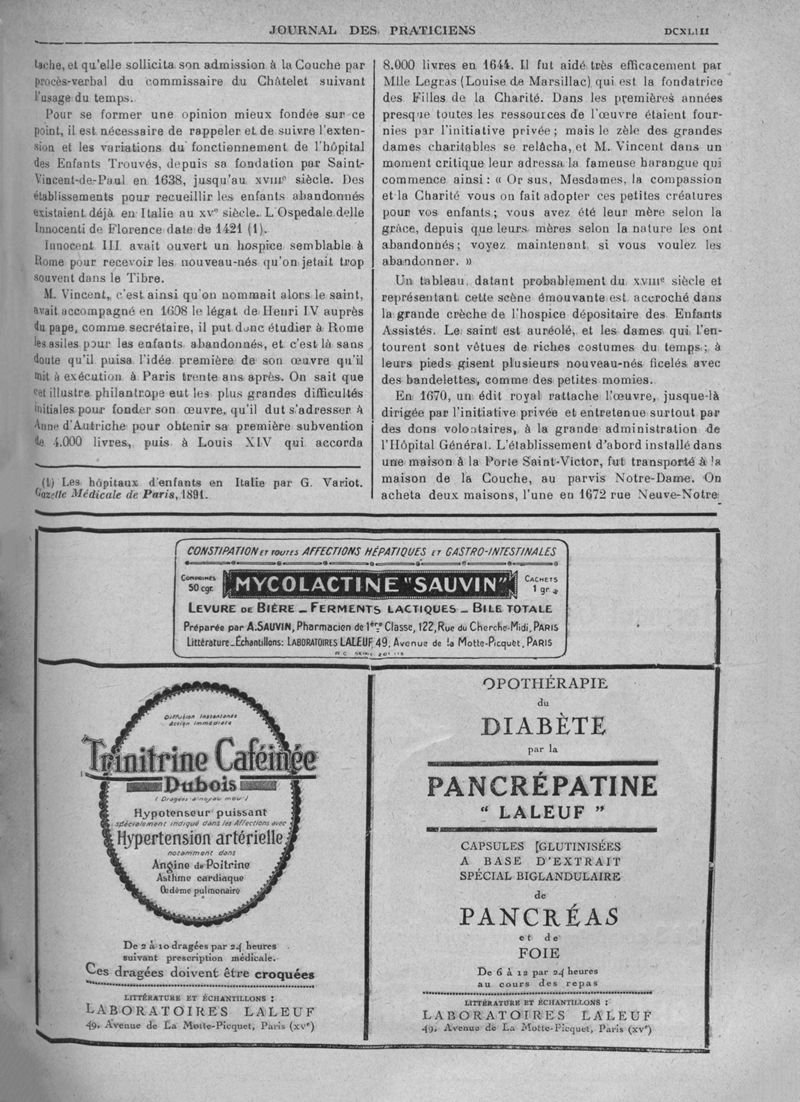 JOURNAL DES PRATICIENS
DCXLIII
tache, et qu'elle sollicita son admission à la Couche par
procès-verbal du commissaire du Châtelet suivant
l'usage du temps.
Pour se former une opinion mieux fondée sur ce
point, il est nécessaire de rappeler et de suivre l'exten-
sion et les variations du fonctionnement de l'hôpital
des Enfants Trouvés, depuis sa fondation par Saint-
Vincent-de-Paul en 1638, jusqu'au XVIIIe siècle. Des
établissements pour recueillir les enfants abandonnés
existaient déjà en Italie au XVe siècle. L'Ospedale delle
Innocenti de Florence date de 1421 (1).
Innocent III avait ouvert un hospice semblable à
Rome pour recevoir les nouveau-nés qu'on jetait trop
souvent dans le Tibre.
M. Vincent, c'est ainsi qu'on nommait alors le saint,
avait accompagné en 1608 le légat de Henri IV auprès
du pape, comme secrétaire, il put donc étudier à Rome
les asiles pour les enfants abandonnés, et c'est là sans
doute qu'il puisa l'idée première de son œuvre qu'il
mit à exécution à Paris trente ans après. On sait que
cet illustre philantrope eut les plus grandes difficultés
initiales pour fonder son œuvre, qu'il dut s'adresser à
Anne d'Autriche pour obtenir sa première subvention
de 4.000 livres, puis à Louis XIV qui accorda
(1) Les hôpitaux d'enfants en Italie par G. Variot.
Gazette Médicale de Paris, 1891.
8.000 livres en 1644. Il fut aidé très efficacement par
Mlle Legras (Louise de Marsillac) qui est la fondatrice
des Filles de la Charité. Dans les premières années
presque toutes les ressources de l'œuvre étaient four-
nies par l'initiative privée ; mais le zèle des grandes
dames charitables se relâcha, et M. Vincent dans un
moment critique leur adressa la fameuse harangue qui
commence ainsi : « Or sus, Mesdames, la compassion
et la Charité vous on fait adopter ces petites créatures
pour vos enfants ; vous avez été leur mère selon la
grâce, depuis que leurs mères selon la nature les ont
abandonnés ; voyez maintenant si vous voulez les
abandonner. »
Un tableau, datant probablement du XVIIIe siècle et
représentant cette scène émouvante est accroché dans
la grande crèche de l'hospice dépositaire des Enfants
Assistés. Le saint est auréolé, et les dames qui l'en-
tourent sont vêtues de riches costumes du temps ; à
leurs pieds gisent plusieurs nouveau-nés ficelés avec
des bandelettes, comme des petites momies.
En 1670, un édit royal rattache l'œuvre, jusque-là
dirigée par l'initiative privée et entretenue surtout par
des dons volontaires, à la grande administration de
l'Hôpital Général. L'établissement d'abord installé dans
une maison à la Porte Saint-Victor, fut transporté à la
maison de la Couche, au parvis Notre-Dame. On
acheta deux maisons, l'une en 1672 rue Neuve-Notre-
CONSTIPATION ET TOUTES AFFECTIONS HÉPATIQUES ET GASTRO-INTESTINALES
COMPRIMÉS 50 cgr. MYCOLACTINE "SAUVIN" CACHETS 1 gr.
LEVURE DE BIÈRE _ FERMENTS LACTIQUES _ BILE TOTALE
Préparée par A. SAUVIN, Pharmacien de 1ère Classe, 122, Rue du Cherche-Midi, PARIS
Littérature_Échantillons: LABORATOIRES LALEUF, 49, Avenue de la Motte-Picquet, PARIS
Diffusion instantanée
Action immédiate
Trinitrine Caféinée
Dubois
(Dragées à noyau mou)
Hypotenseur puissant
spécialement indiqué dans les Affections avec
Hypertension artérielle
notamment dans
Angine de Poitrine
Asthme cardiaque
Œdème pulmonaire
De 2 à 10 dragées par 24 heures
suivant prescription médicale.
Ces dragées doivent être croquées
LITTÉRATURE ET ÉCHANTILLONS :
LABORATOIRES LALEUF
49, Avenue de La Motte-Picquet, Paris (XVe)
OPOTHÉRAPIE
du
DIABÈTE
par la
PANCRÉPATINE
" LALEUF "
CAPSULES GLUTINISÉES
A BASE D'EXTRAIT
SPÉCIAL BIGLANDULAIRE
de
PANCRÉAS
et de
FOIE
De 6 à 12 par 24 heures
au cours des repas
LITTÉRATURE ET ÉCHANTILLONS :
LABORATOIRES LALEUF
49, Avenue de La Motte-Picquet, Paris (XVe)